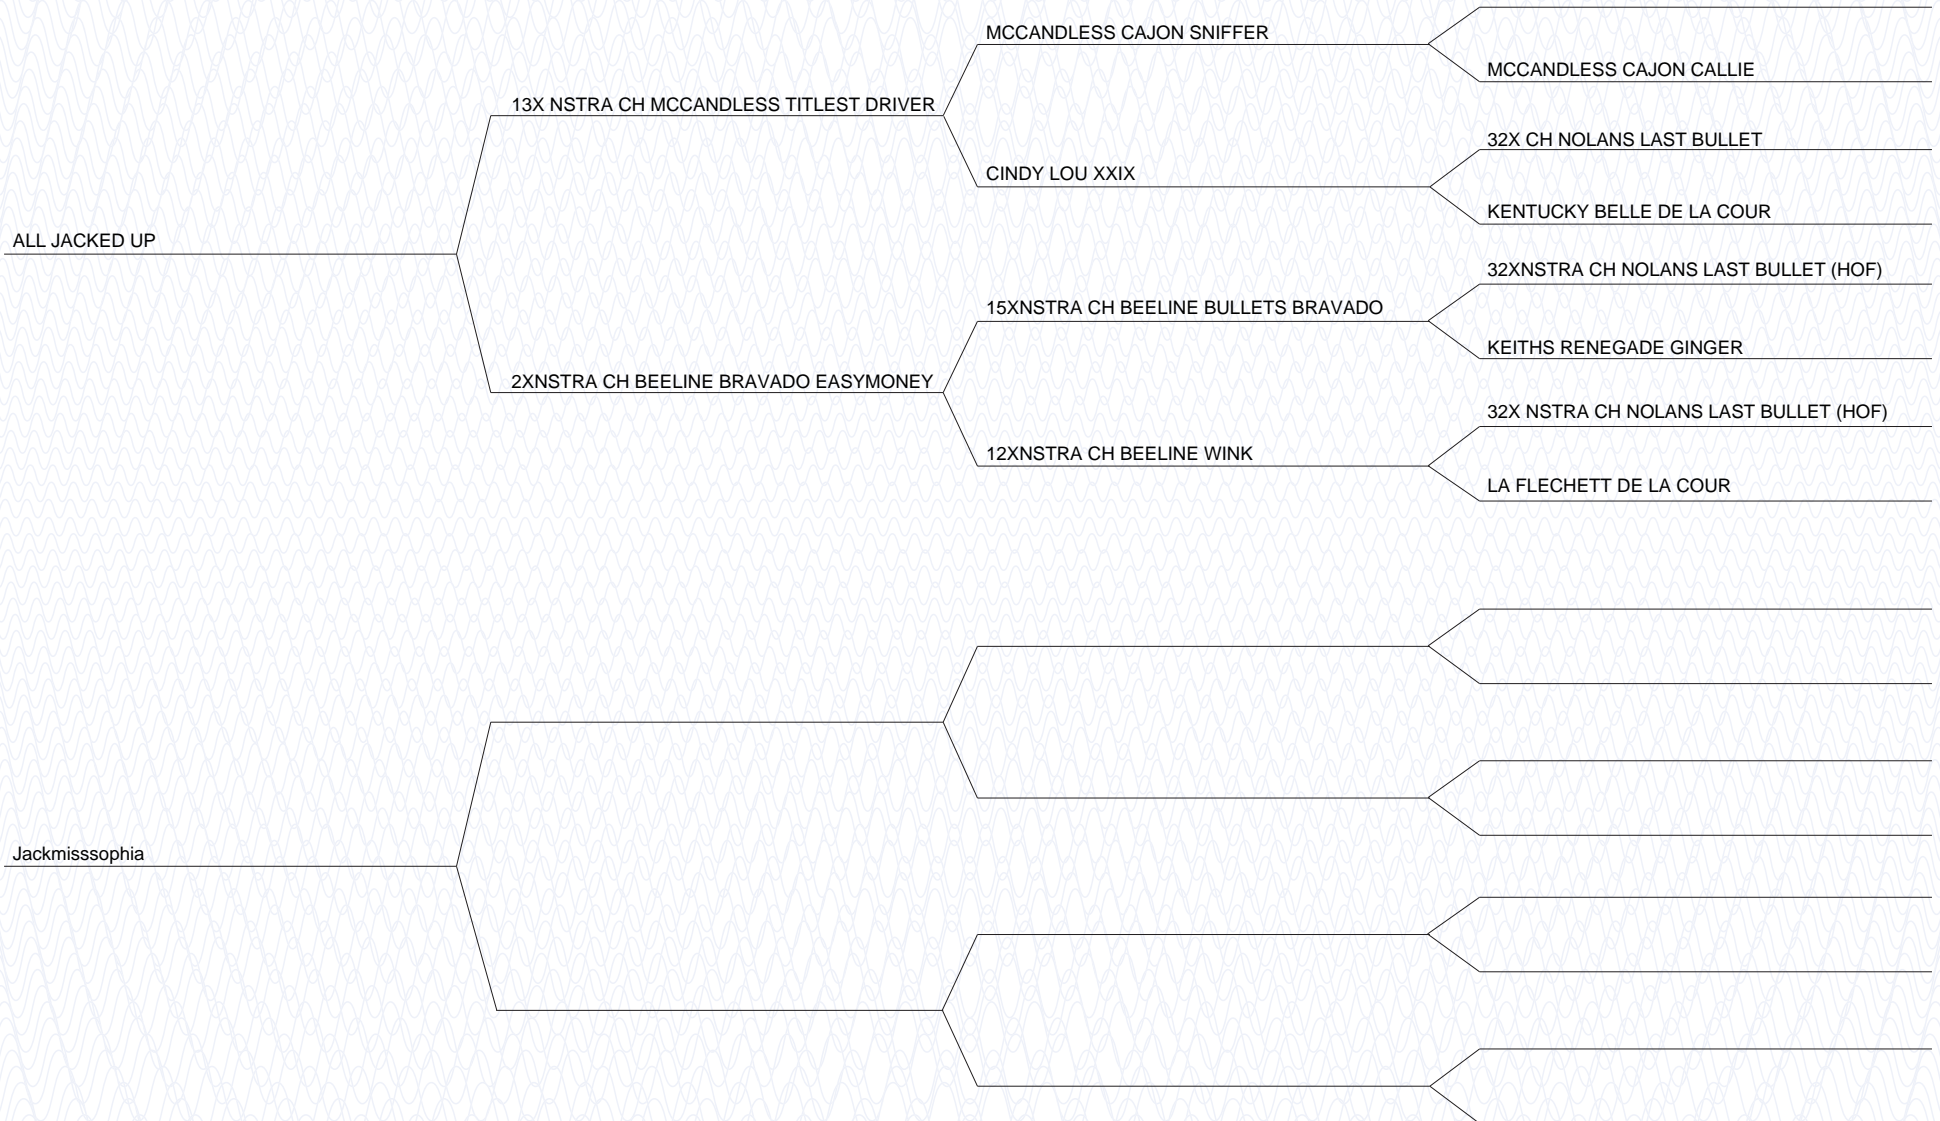 MCCANDLESS CAJON SNIFFER
MCCANDLESS CAJON CALLIE
13X NSTRA CH MCCANDLESS TITLEST DRIVER
32X CH NOLANS LAST BULLET
CINDY LOU XXIX
KENTUCKY BELLE DE LA COUR
ALL JACKED UP
32XNSTRA CH NOLANS LAST BULLET (HOF)
15XNSTRA CH BEELINE BULLETS BRAVADO
KEITHS RENEGADE GINGER
2XNSTRA CH BEELINE BRAVADO EASYMONEY
32X NSTRA CH NOLANS LAST BULLET (HOF)
12XNSTRA CH BEELINE WINK
LA FLECHETT DE LA COUR
Jackmisssophia